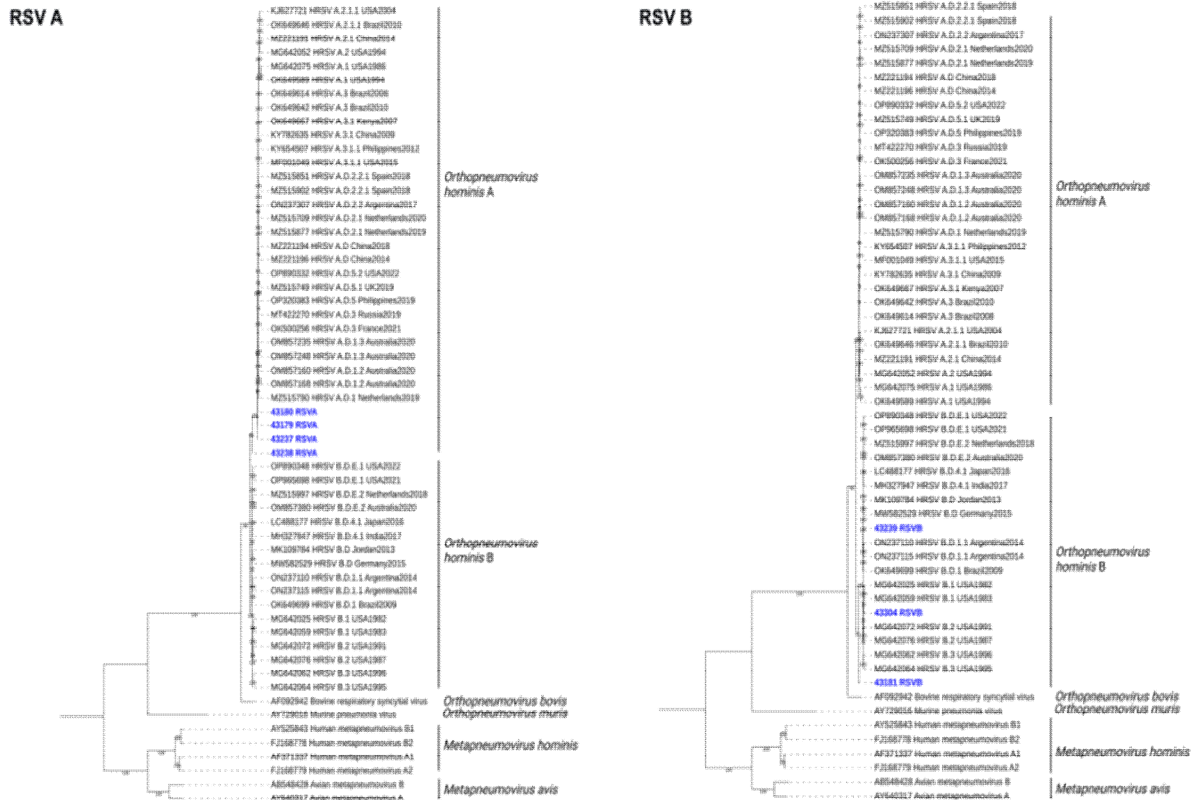 RSV A
KJ627721 HRSV A.2.1.1 USA2004
OK649646 HRSV A.2.1.1 Brazil2010
MZ221191 HRSV A.2.1 China2014
MG642052 HRSV A.2 USA1994
MG642075 HRSV A.1 USA1986
OK649589 HRSV A.1 USA1994
OK649614 HRSV A.3 Brazil2008
OK649642 HRSV A.3 Brazil2010
OK649667 HRSV A.3.1 Kenya2007
KY782635 HRSV A.3.1 China2009
KY654507 HRSV A.3.1.1 Philippines2012
MF001049 HRSV A.3.1.1 USA2015
MZ515851 HRSV A.D.2.2.1 Spain2018
MZ515902 HRSV A.D.2.2.1 Spain2018
ON237307 HRSV A.D.2.2 Argentina2017
MZ515709 HRSV A.D.2.1 Netherlands2020
MZ515877 HRSV A.D.2.1 Netherlands2019
MZ221194 HRSV A.D China2018
MZ221196 HRSV A.D China2014
OP890332 HRSV A.D.5.2 USA2022
MZ515749 HRSV A.D.5.1 UK2019
OP320383 HRSV A.D.5 Philippines2019
MT422270 HRSV A.D.3 Russia2019
OK500256 HRSV A.D.3 France2021
OM857235 HRSV A.D.1.3 Australia2020
OM857248 HRSV A.D.1.3 Australia2020
OM857160 HRSV A.D.1.2 Australia2020
OM857168 HRSV A.D.1.2 Australia2020
MZ515790 HRSV A.D.1 Netherlands2019
43180 RSVA
43179 RSVA
43237 RSVA
43238 RSVA
Orthopneumovirus
hominis A
OP890348 HRSV B.D.E.1 USA2022
OP965698 HRSV B.D.E.1 USA2021
MZ515997 HRSV B.D.E.2 Netherlands2018
OM857380 HRSV B.D.E.2 Australia2020
LC488177 HRSV B.D.4.1 Japan2016
MH327947 HRSV B.D.4.1 India2017
MK109784 HRSV B.D Jordan2013
MW582529 HRSV B.D Germany2015
ON237110 HRSV B.D.1.1 Argentina2014
ON237115 HRSV B.D.1.1 Argentina2014
OK649699 HRSV B.D.1 Brazil2009
MG642025 HRSV B.1 USA1982
MG642059 HRSV B.1 USA1983
MG642072 HRSV B.2 USA1991
MG642076 HRSV B.2 USA1987
MG642062 HRSV B.3 USA1996
MG642064 HRSV B.3 USA1995
Orthopneumovirus
hominis B
AF092942 Bovine respiratory syncytial virus
Orthopneumovirus bovis
AY729016 Murine pneumonia virus
Orthopneumovirus muris
AY525843 Human metapneumovirus B1
FJ168778 Human metapneumovirus B2
AF371337 Human metapneumovirus A1
FJ168779 Human metapneumovirus A2
Metapneumovirus hominis
AB548428 Avian metapneumovirus B
AY640317 Avian metapneumovirus A
Metapneumovirus avis
RSV B
MZ515851 HRSV A.D.2.2.1 Spain2018
MZ515902 HRSV A.D.2.2.1 Spain2018
ON237307 HRSV A.D.2.2 Argentina2017
MZ515709 HRSV A.D.2.1 Netherlands2020
MZ515877 HRSV A.D.2.1 Netherlands2019
MZ221194 HRSV A.D China2018
MZ221196 HRSV A.D China2014
OP890332 HRSV A.D.5.2 USA2022
MZ515749 HRSV A.D.5.1 UK2019
OP320383 HRSV A.D.5 Philippines2019
MT422270 HRSV A.D.3 Russia2019
OK500256 HRSV A.D.3 France2021
OM857235 HRSV A.D.1.3 Australia2020
OM857248 HRSV A.D.1.3 Australia2020
OM857160 HRSV A.D.1.2 Australia2020
OM857168 HRSV A.D.1.2 Australia2020
MZ515790 HRSV A.D.1 Netherlands2019
KY654507 HRSV A.3.1.1 Philippines2012
MF001049 HRSV A.3.1.1 USA2015
KY782635 HRSV A.3.1 China2009
OK649667 HRSV A.3.1 Kenya2007
OK649642 HRSV A.3 Brazil2010
OK649614 HRSV A.3 Brazil2008
KJ627721 HRSV A.2.1.1 USA2004
OK649646 HRSV A.2.1.1 Brazil2010
MZ221191 HRSV A.2.1 China2014
MG642052 HRSV A.2 USA1994
MG642075 HRSV A.1 USA1986
OK649589 HRSV A.1 USA1994
Orthopneumovirus
hominis A
OP890348 HRSV B.D.E.1 USA2022
OP965698 HRSV B.D.E.1 USA2021
MZ515997 HRSV B.D.E.2 Netherlands2018
OM857380 HRSV B.D.E.2 Australia2020
LC488177 HRSV B.D.4.1 Japan2016
MH327947 HRSV B.D.4.1 India2017
MK109784 HRSV B.D Jordan2013
MW582529 HRSV B.D Germany2015
43239 RSVB
ON237110 HRSV B.D.1.1 Argentina2014
ON237115 HRSV B.D.1.1 Argentina2014
OK649699 HRSV B.D.1 Brazil2009
MG642025 HRSV B.1 USA1982
MG642059 HRSV B.1 USA1983
43304 RSVB
MG642072 HRSV B.2 USA1991
MG642076 HRSV B.2 USA1987
MG642062 HRSV B.3 USA1996
MG642064 HRSV B.3 USA1995
43181 RSVB
Orthopneumovirus
hominis B
AF092942 Bovine respiratory syncytial virus
Orthopneumovirus bovis
AY729016 Murine pneumonia virus
Orthopneumovirus muris
AY525843 Human metapneumovirus B1
FJ168778 Human metapneumovirus B2
AF371337 Human metapneumovirus A1
FJ168779 Human metapneumovirus A2
Metapneumovirus hominis
AB548428 Avian metapneumovirus B
AY640317 Avian metapneumovirus A
Metapneumovirus avis